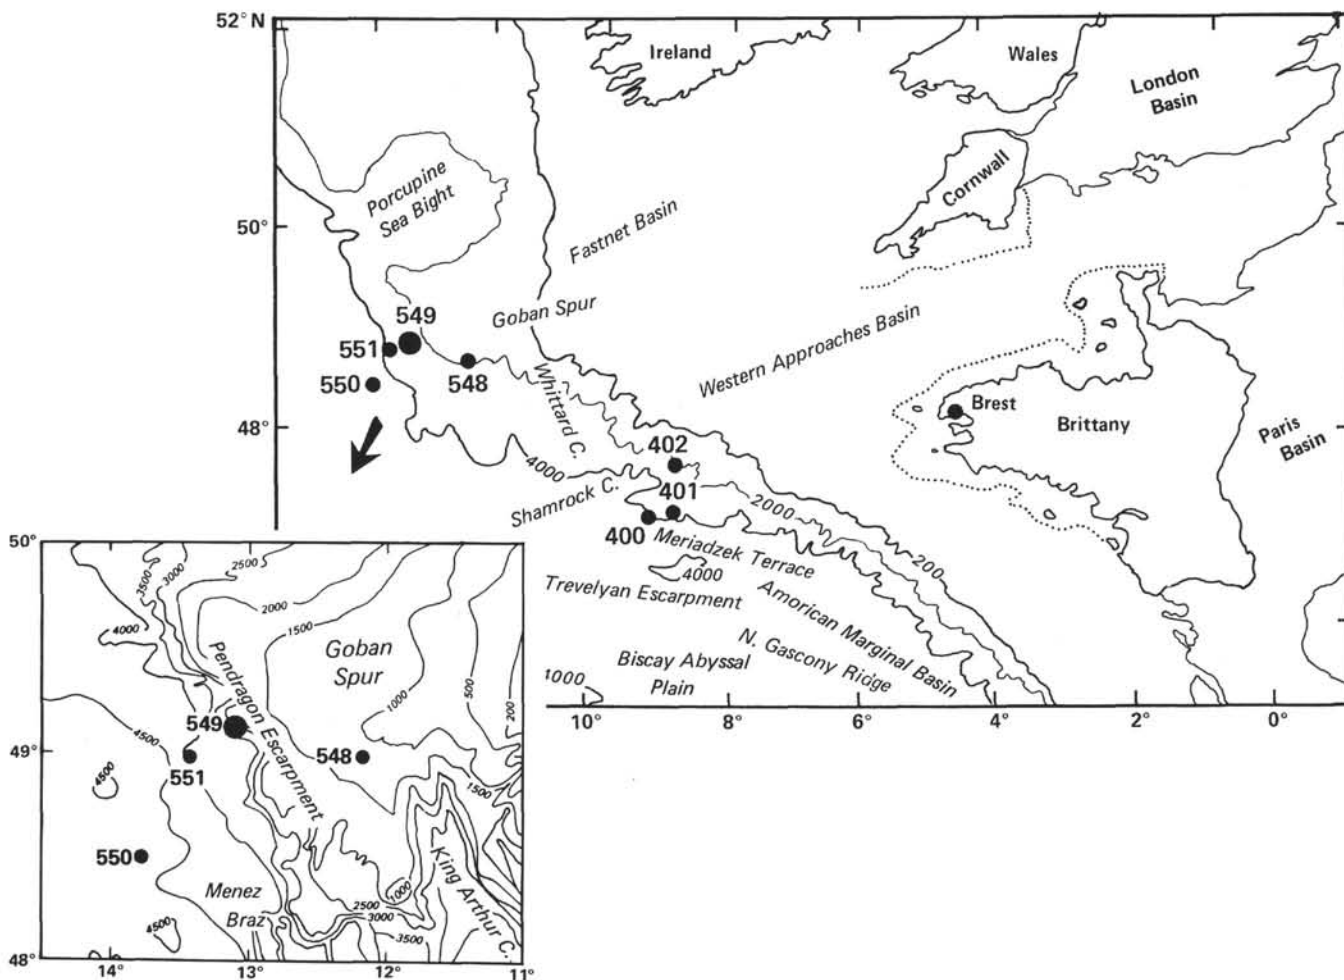 52° N
Ireland
Wales
London
Basin
Porcupine
Sea Bight
Cornwall
50°
Fastnet Basin
549
Goban Spur
551
550
548
Western Approaches Basin
Whittard C.
Brest
Brittany
Paris
Basin
48°
402
4000
401
Shamrock C.
2000
400
Meriadzek Terrace
200
4000
Trevelyan Escarpment
Amorican Marginal Basin
N. Gascony Ridge
Biscay Abyssal
Plain
1000
10°
8°
6°
4°
2°
0°
50°
2500
3000
3500
2000
4000
1500
Goban
Spur
Pendragon Escarpment
1000
500
200
549
4500
548
49°
551
4500
1500
550
King Arthur C.
Menez
Braz
1000
2500
3000
3500
4500
48°
14°
13°
12°
11°